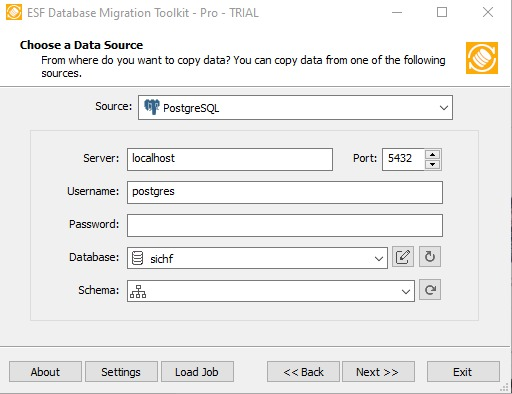 ESF Database Migration Toolkit - Pro - TRIAL
Choose a Data Source
From where do you want to copy data? You can copy data from one of the following
sources.
Source: PostgreSQL
Server: localhost Port: 5432
Username: postgres
Password:
Database: sichf
Schema:
About Settings Load Job << Back Next >> Exit